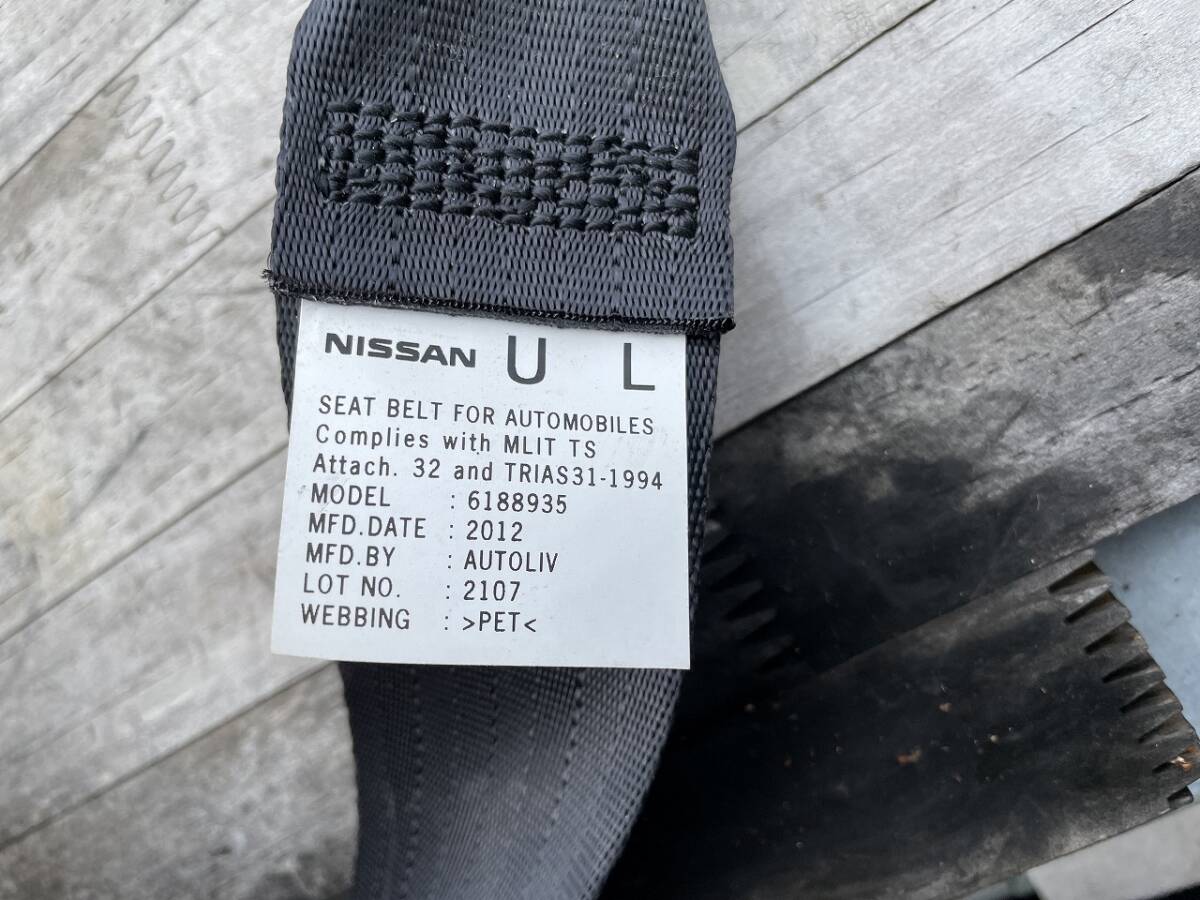 NISSAN U L
SEAT BELT FOR AUTOMOBILES
Complies with MLIT TS
Attach. 32 and TRIAS31-1994
MODEL : 6188935
MFD.DATE : 2012
MFD.BY : AUTOLIV
LOT NO. : 2107
WEBBING : >PET<